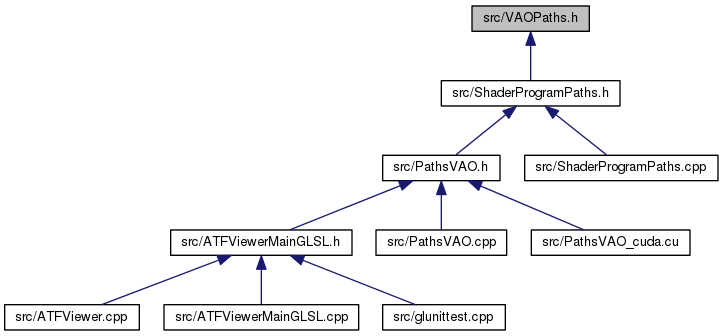 src/VAOPaths.h
src/ShaderProgramPaths.h
src/PathsVAO.h
src/ShaderProgramPaths.cpp
src/ATFViewerMainGLSL.h
src/PathsVAO.cpp
src/PathsVAO_cuda.cu
src/ATFViewer.cpp
src/ATFViewerMainGLSL.cpp
src/glunittest.cpp